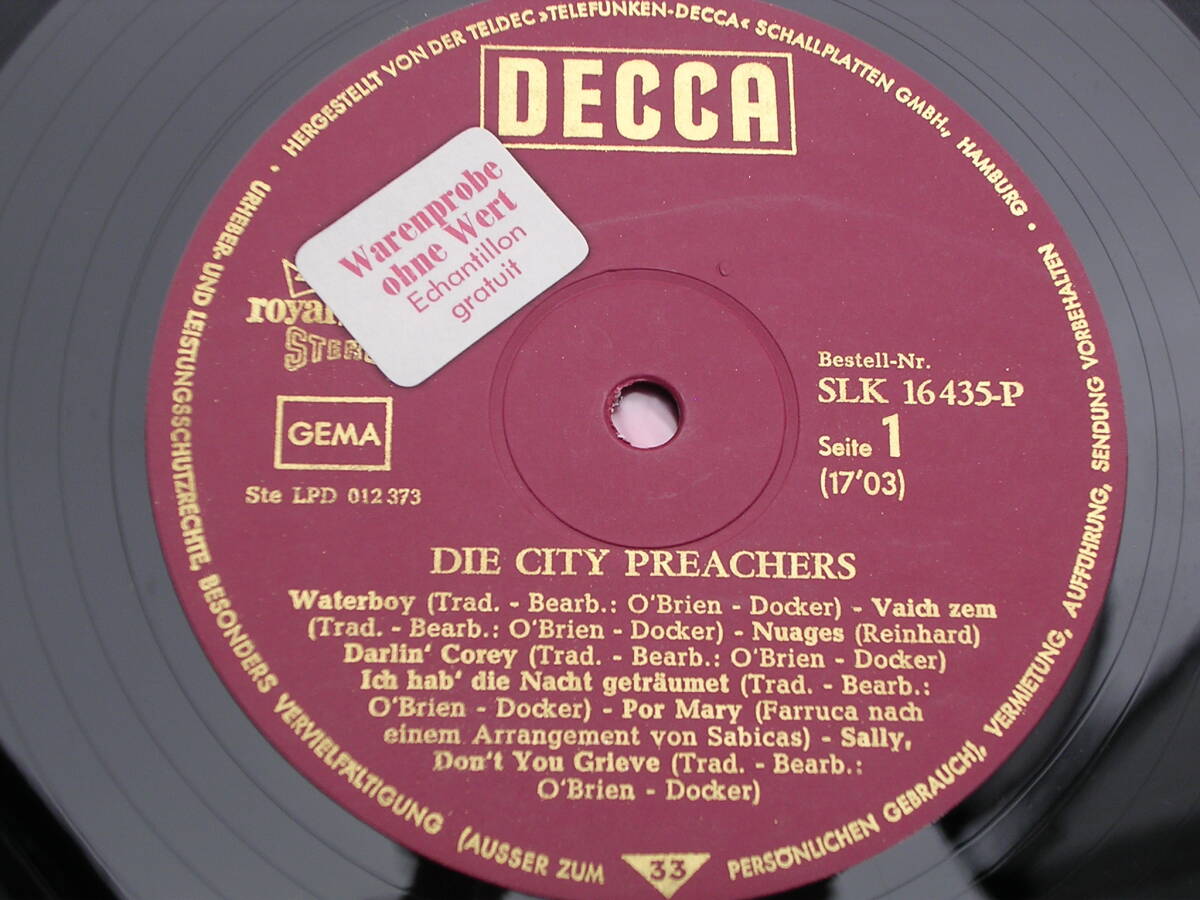 HERGESTELLT VON DER TELDEC »TELEFUNKEN-DECCA« SCHALLPLATTEN GMBH., HAMBURG •
URHEBER- UND LEISTUNGSSCHUTZRECHTE, BESONDERS VERVIELFÄLTIGUNG (AUSSER ZUM PERSÖNLICHEN GEBRAUCH), VERMIETUNG, AUFFÜHRUNG, SENDUNG VORBEHALTEN
DECCA
Warenprobe
ohne Wert
Echantillon
gratuit
GEMA
Ste LPD 012 373
Bestell-Nr.
SLK 16 435-P
Seite 1
(17'03)
DIE CITY PREACHERS
Waterboy (Trad. - Bearb.: O'Brien - Docker) - Vaich zem
(Trad. - Bearb.: O'Brien - Docker) - Nuages (Reinhard)
Darlin' Corey (Trad. - Bearb.: O'Brien - Docker)
Ich hab' die Nacht geträumet (Trad. - Bearb.:
O'Brien - Docker) - Por Mary (Farruca nach
einem Arrangement von Sabicas) - Sally,
Don't You Grieve (Trad. - Bearb.:
O'Brien - Docker)
33